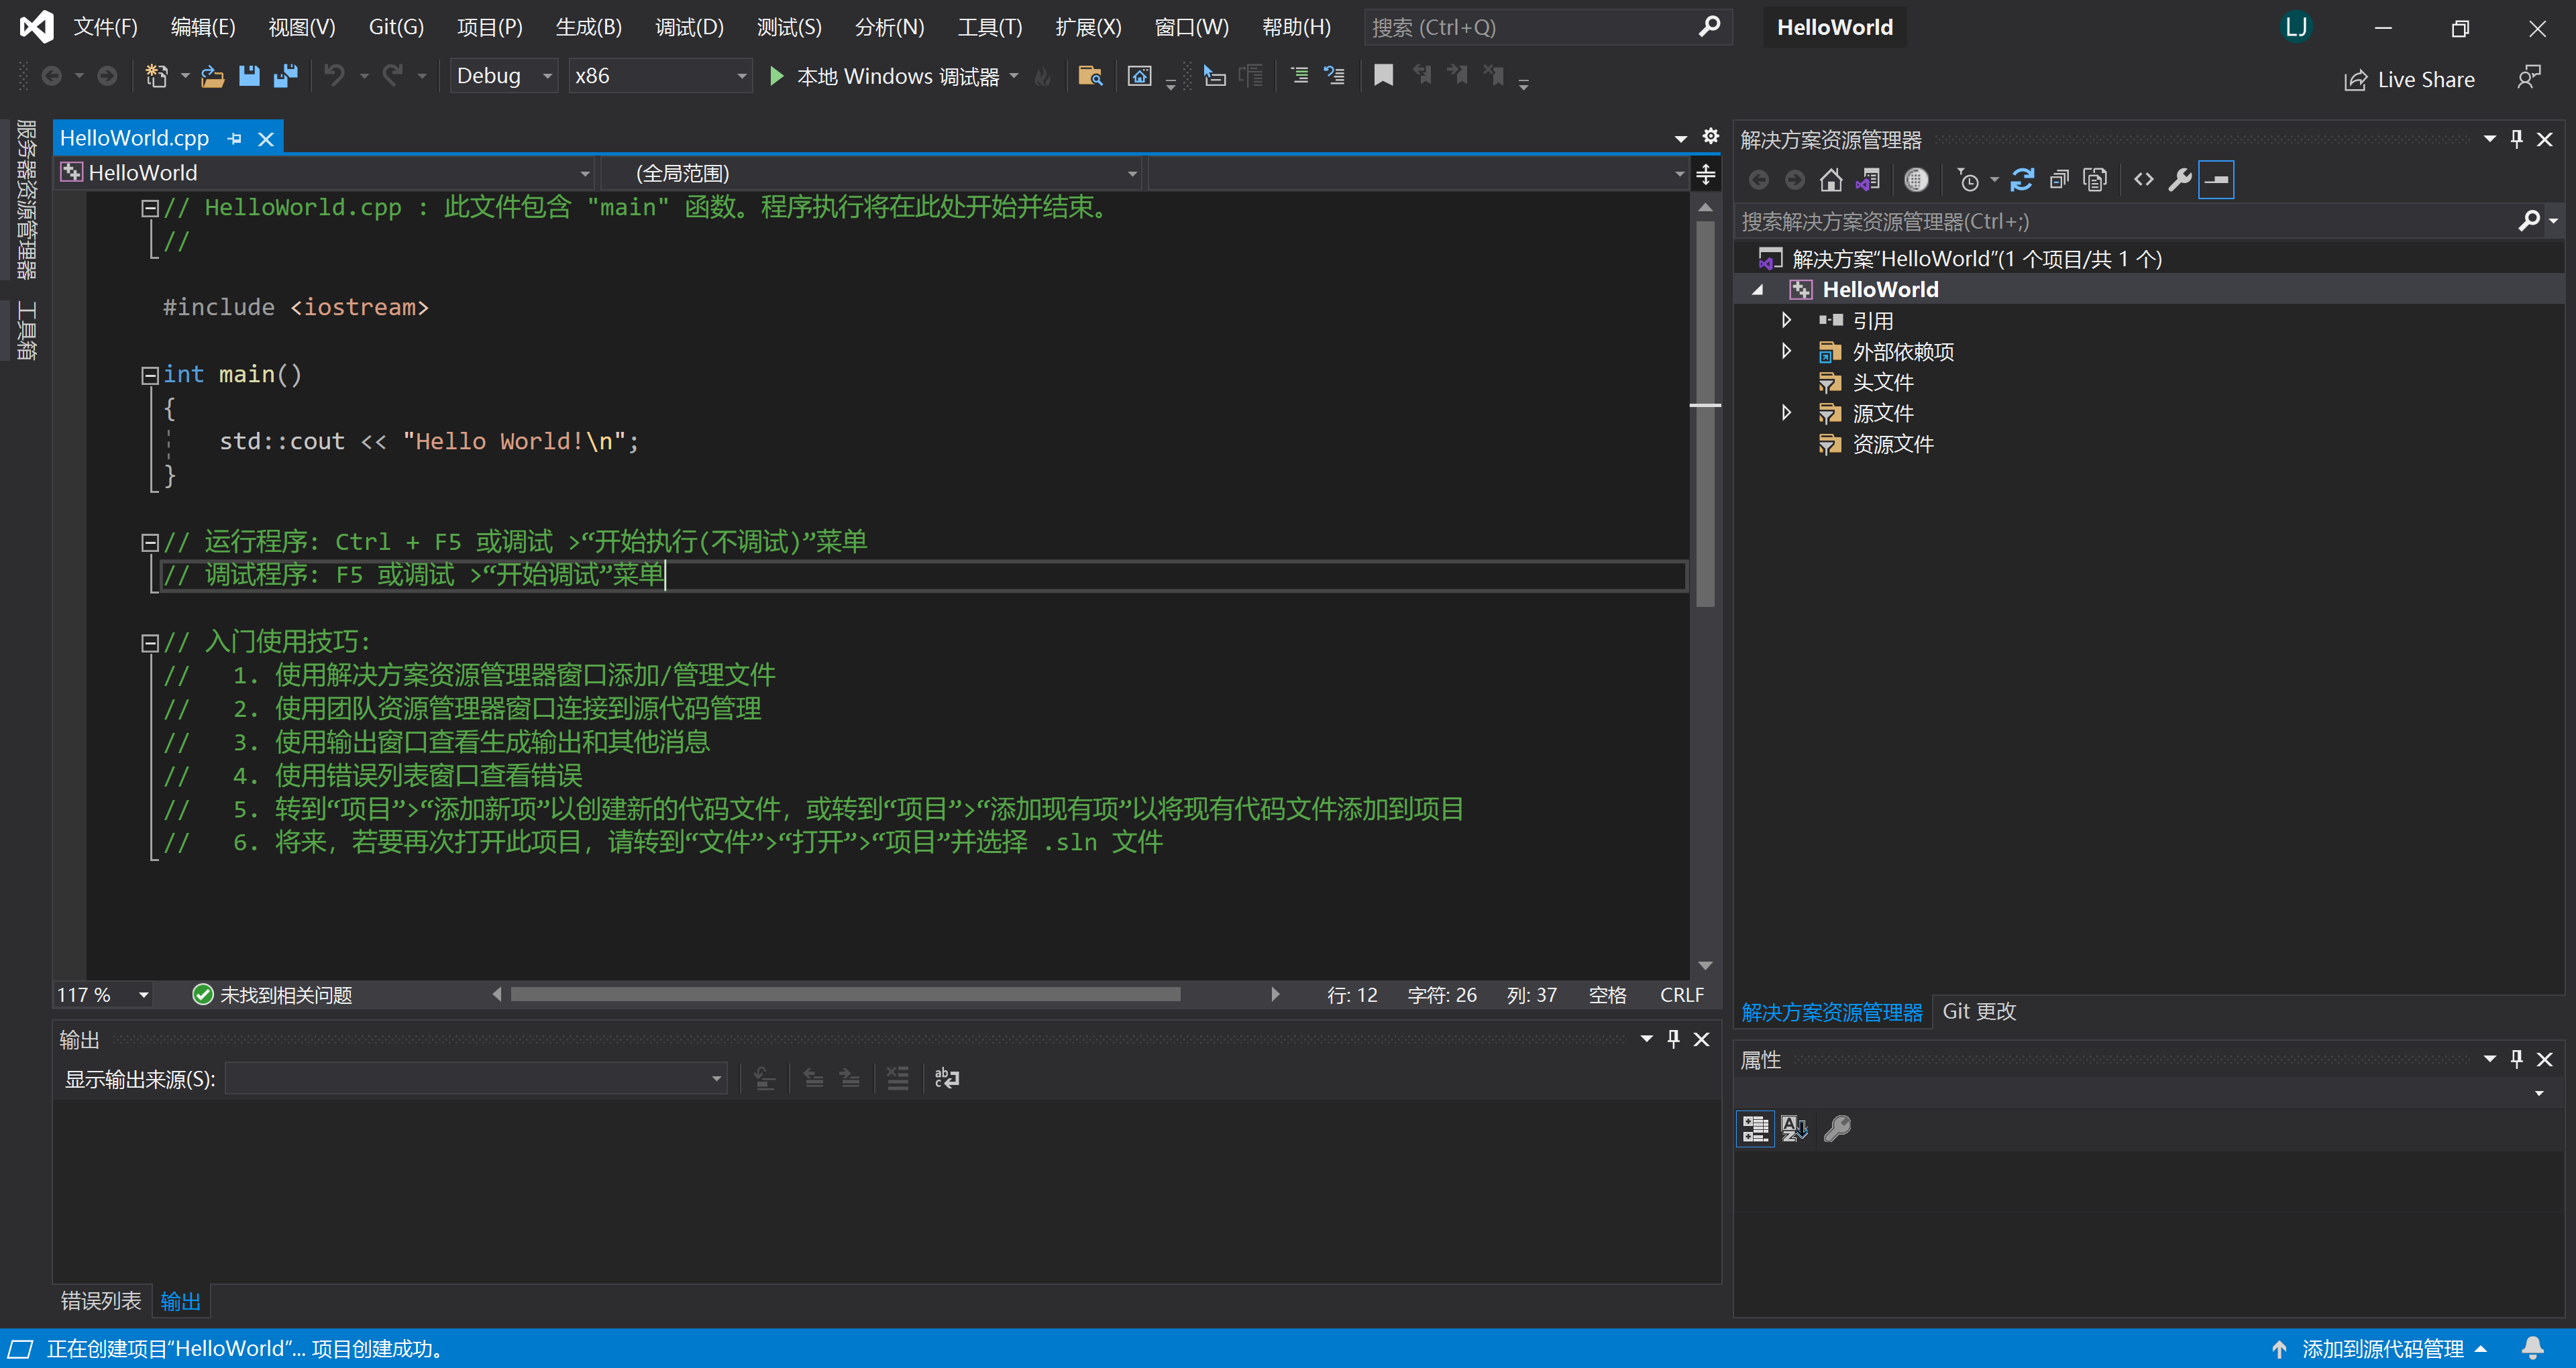 文件(F) 编辑(E) 视图(V) Git(G) 项目(P) 生成(B) 调试(D) 测试(S) 分析(N) 工具(T) 扩展(X) 窗口(W) 帮助(H) 搜索 (Ctrl+Q) HelloWorld LJ
Debug x86 本地 Windows 调试器 Live Share
服务器资源管理器
工具箱
HelloWorld.cpp
HelloWorld (全局范围)
// HelloWorld.cpp : 此文件包含 "main" 函数。程序执行将在此处开始并结束。
//
#include <iostream>
int main()
{
std::cout << "Hello World!\n";
}
// 运行程序: Ctrl + F5 或调试 >“开始执行(不调试)”菜单
// 调试程序: F5 或调试 >“开始调试”菜单
// 入门使用技巧:
//   1. 使用解决方案资源管理器窗口添加/管理文件
//   2. 使用团队资源管理器窗口连接到源代码管理
//   3. 使用输出窗口查看生成输出和其他消息
//   4. 使用错误列表窗口查看错误
//   5. 转到“项目”>“添加新项”以创建新的代码文件，或转到“项目”>“添加现有项”以将现有代码文件添加到项目
//   6. 将来，若要再次打开此项目，请转到“文件”>“打开”>“项目”并选择 .sln 文件
117 % 未找到相关问题 行: 12 字符: 26 列: 37 空格 CRLF
输出
显示输出来源(S):
错误列表 输出
解决方案资源管理器
搜索解决方案资源管理器(Ctrl+;)
解决方案"HelloWorld"(1 个项目/共 1 个)
HelloWorld
引用
外部依赖项
头文件
源文件
资源文件
解决方案资源管理器 Git 更改
属性
正在创建项目"HelloWorld"... 项目创建成功。 添加到源代码管理